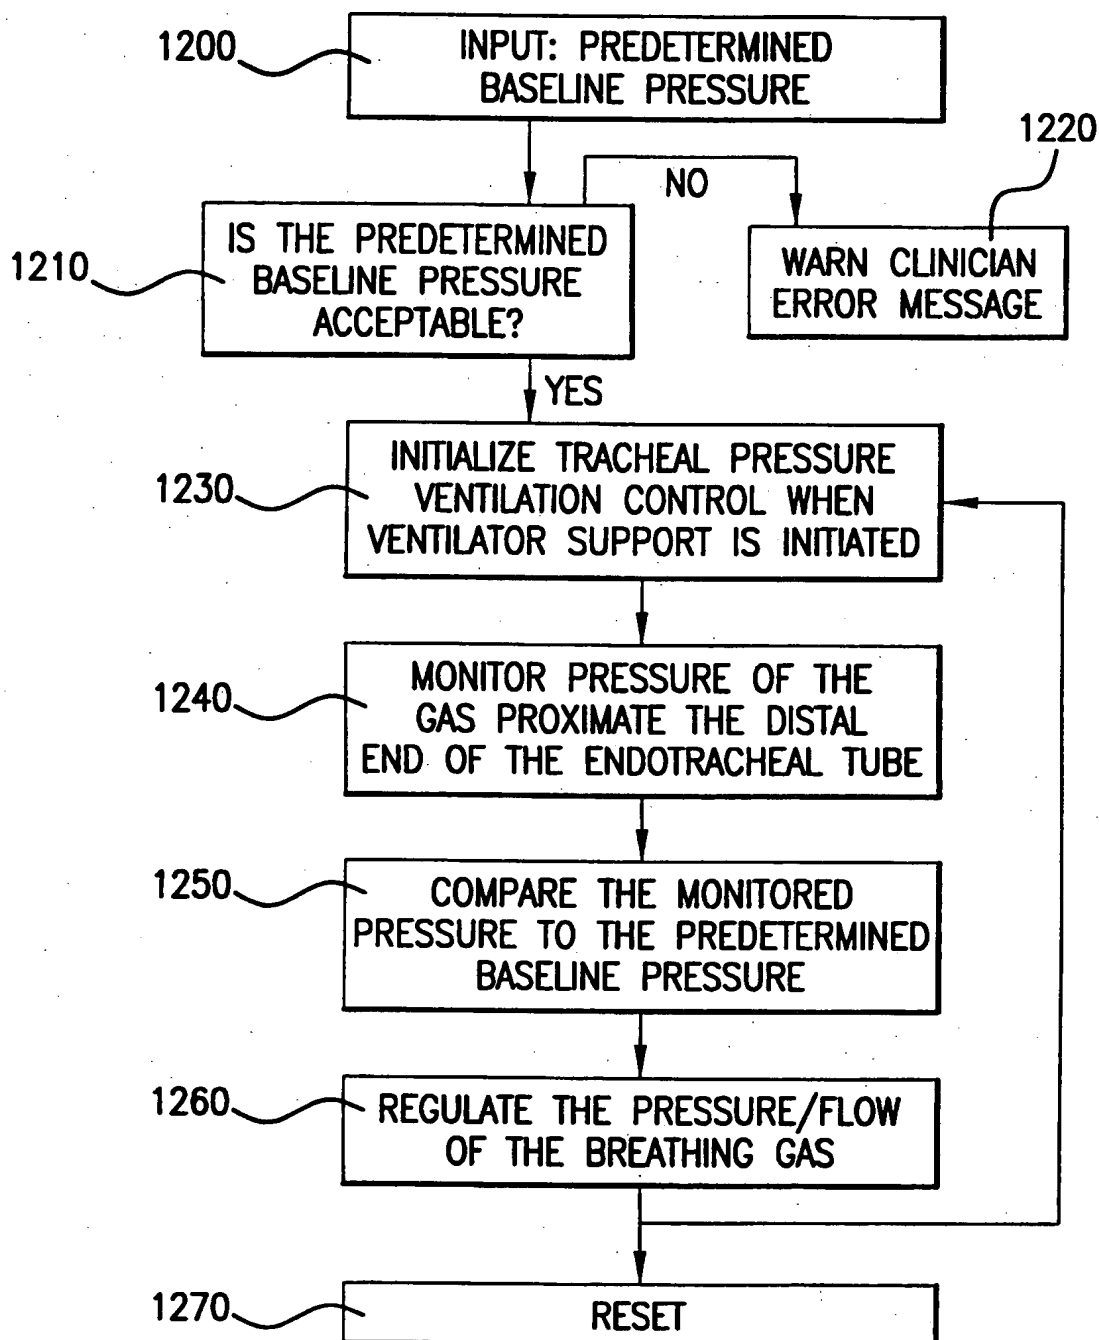 1200
INPUT: PREDETERMINED
BASELINE PRESSURE
1220
NO
1210
IS THE PREDETERMINED
BASELINE PRESSURE
ACCEPTABLE?
WARN CLINICIAN
ERROR MESSAGE
YES
1230
INITIALIZE TRACHEAL PRESSURE
VENTILATION CONTROL WHEN
VENTILATOR SUPPORT IS INITIATED
1240
MONITOR PRESSURE OF THE
GAS PROXIMATE THE DISTAL
END OF THE ENDOTRACHEAL TUBE
1250
COMPARE THE MONITORED
PRESSURE TO THE PREDETERMINED
BASELINE PRESSURE
1260
REGULATE THE PRESSURE/FLOW
OF THE BREATHING GAS
1270
RESET